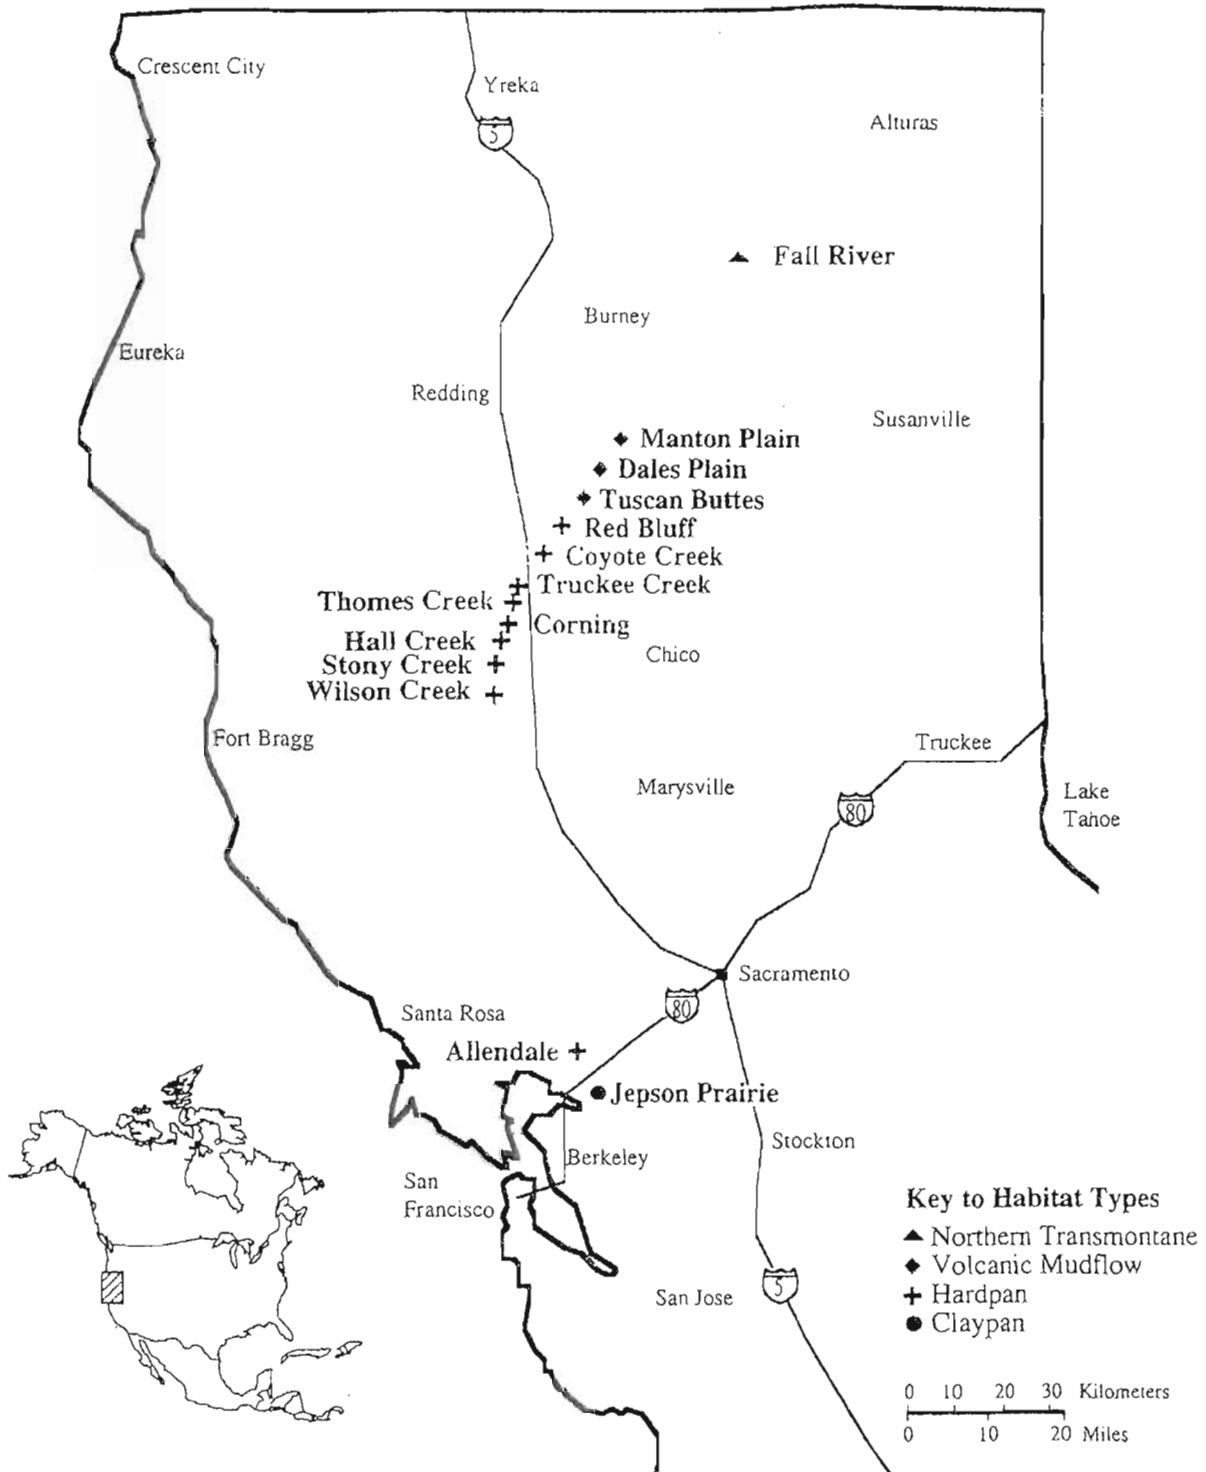 Crescent City
Yreka
5
Alturas
Fall River
Burney
Eureka
Redding
Susanville
Manton Plain
Dales Plain
Tuscan Buttes
Red Bluff
Coyote Creek
Truckee Creek
Thomes Creek
Corning
Hall Creek
Chico
Stony Creek
Wilson Creek
Fort Bragg
Truckee
Marysville
Lake
Tahoe
80
Sacramento
80
Santa Rosa
Allendale
Jepson Prairie
Stockton
Berkeley
San
Francisco
Key to Habitat Types
Northern Transmontane
Volcanic Mudflow
Hardpan
Claypan
San Jose
5
0 10 20 30 Kilometers
0 10 20 Miles